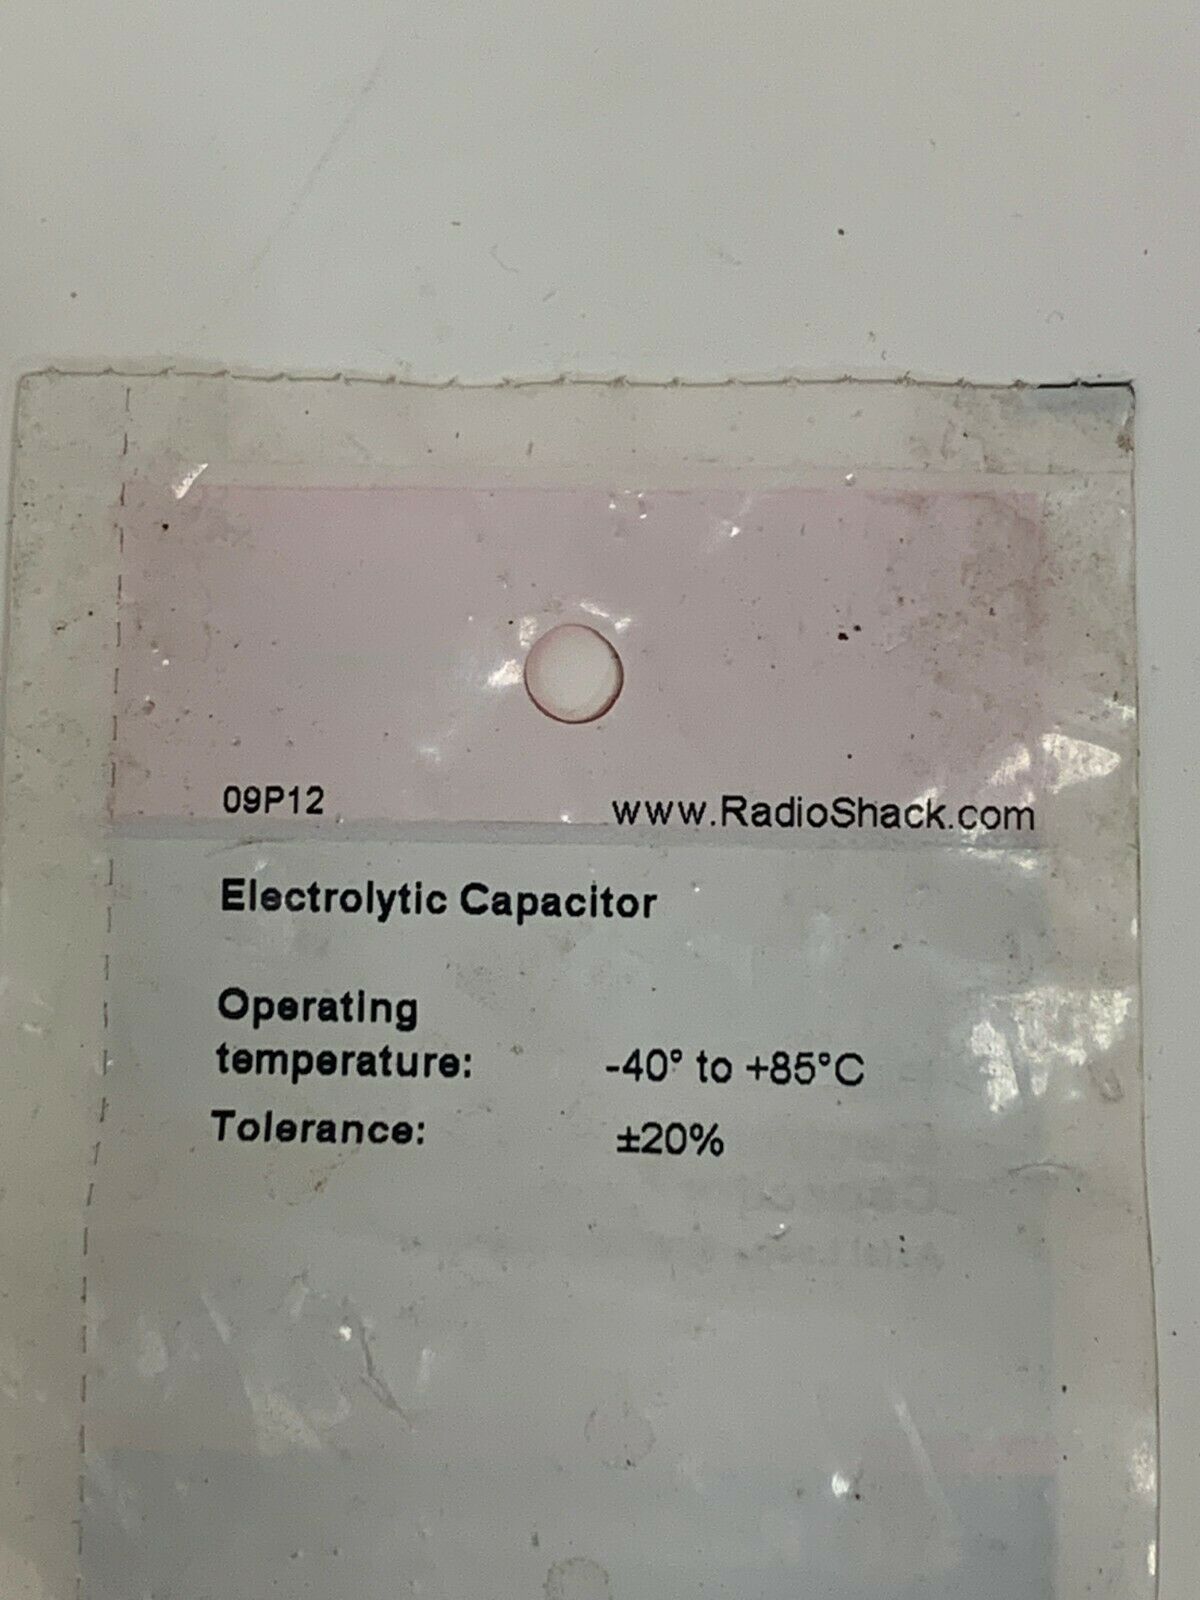 09P12 www.RadioShack.com
Electrolytic Capacitor
Operating
temperature: -40° to +85°C
Tolerance: ±20%